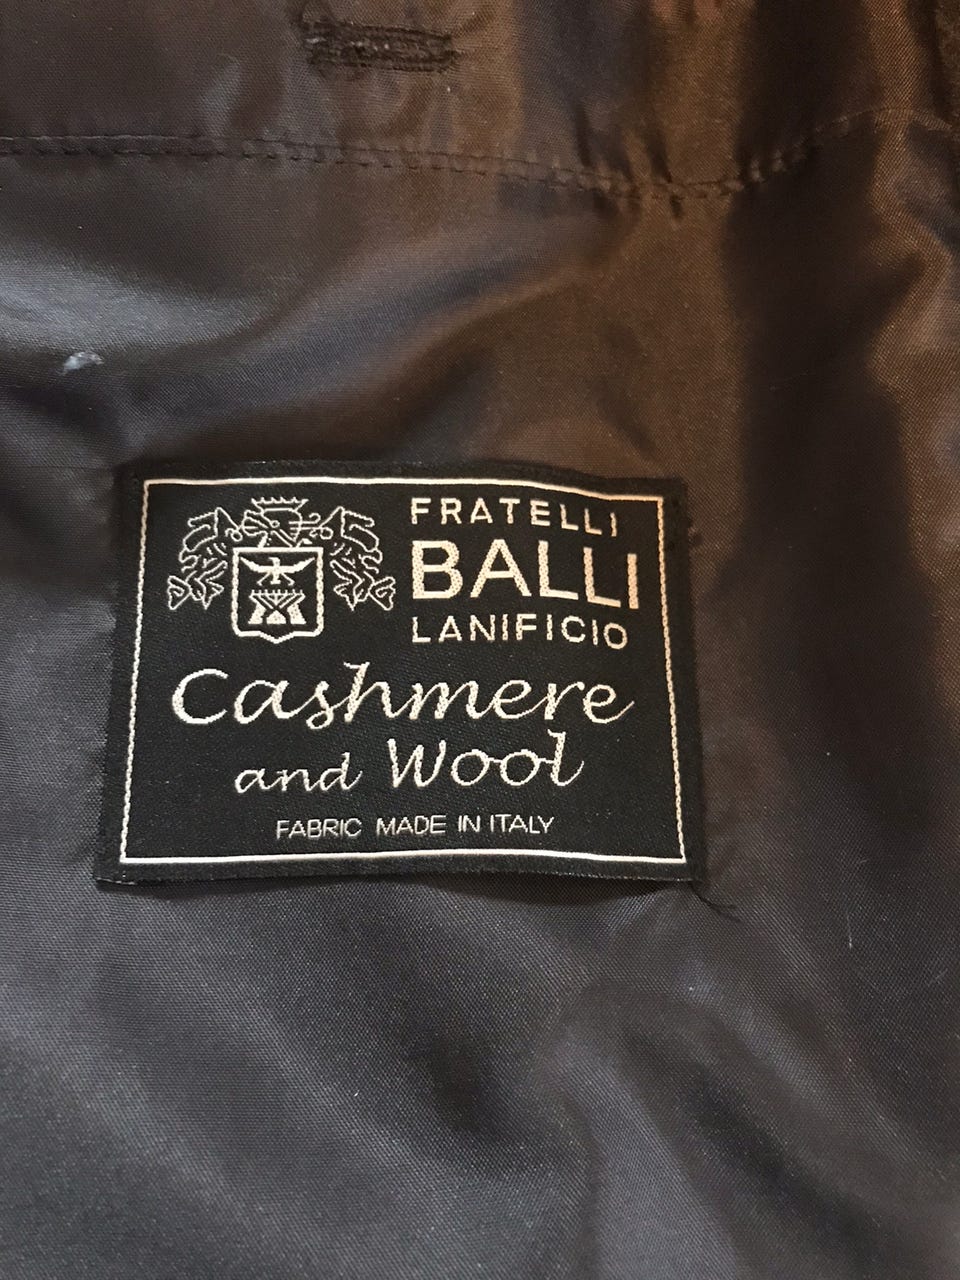 FRATELLI
BALLI
LANIFICIO
Cashmere
and Wool
FABRIC MADE IN ITALY